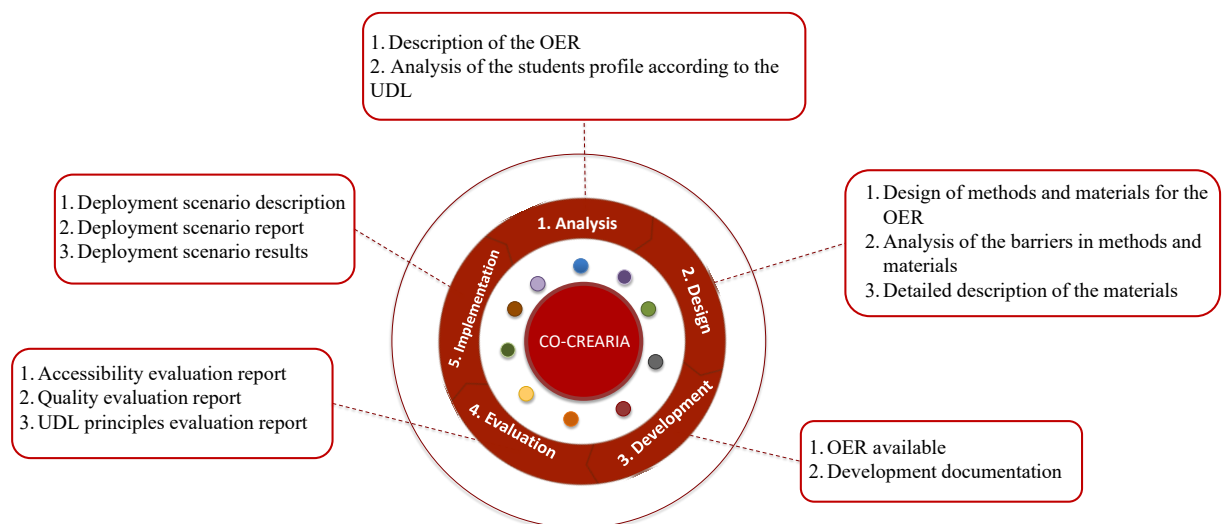 1. Description of the OER
2. Analysis of the students profile according to the
UDL
1. Deployment scenario description
2. Deployment scenario report
3. Deployment scenario results
1. Design of methods and materials for the
OER
2. Analysis of the barriers in methods and
materials
3. Detailed description of the materials
1. Analysis
2. Design
3. Development
4. Evaluation
5. Implementation
CO-CREARIA
1. Accessibility evaluation report
2. Quality evaluation report
3. UDL principles evaluation report
1. OER available
2. Development documentation